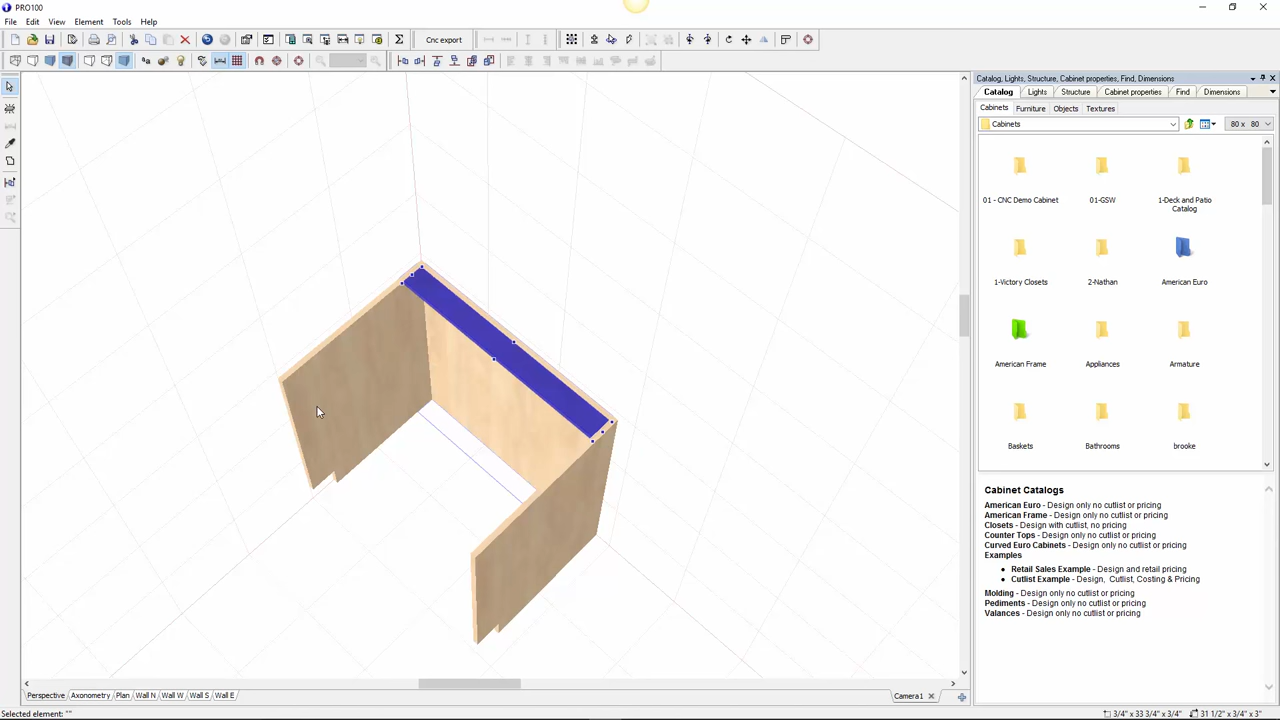 PRO100
File Edit View Element Tools Help
Cnc export
Catalog, Lights, Structure, Cabinet properties, Find, Dimensions
Catalog Lights Structure Cabinet properties Find Dimensions
Cabinets Furniture Objects Textures
Cabinets 80 x 80
01 - CNC Demo Cabinet 01-GSW 1-Deck and Patio
Catalog
1-Victory Closets 2-Nathan American Euro
American Frame Appliances Armature
Baskets Bathrooms brooke
Cabinet Catalogs
American Euro - Design only no cutlist or pricing
American Frame - Design only no cutlist or pricing
Closets - Design with cutlist, no pricing
Counter Tops - Design only no cutlist or pricing
Curved Euro Cabinets - Design only no cutlist or pricing
Examples
• Retail Sales Example - Design and retail pricing
• Cutlist Example - Design, Cutlist, Costing & Pricing
Molding - Design only no cutlist or pricing
Pediments - Design only no cutlist or pricing
Valances - Design only no cutlist or pricing
Perspective Axonometry Plan Wall N Wall W Wall S Wall E Camera1
Selected element: "" 3/4" x 33 3/4" x 3/4" 31 1/2" x 3/4" x 3"